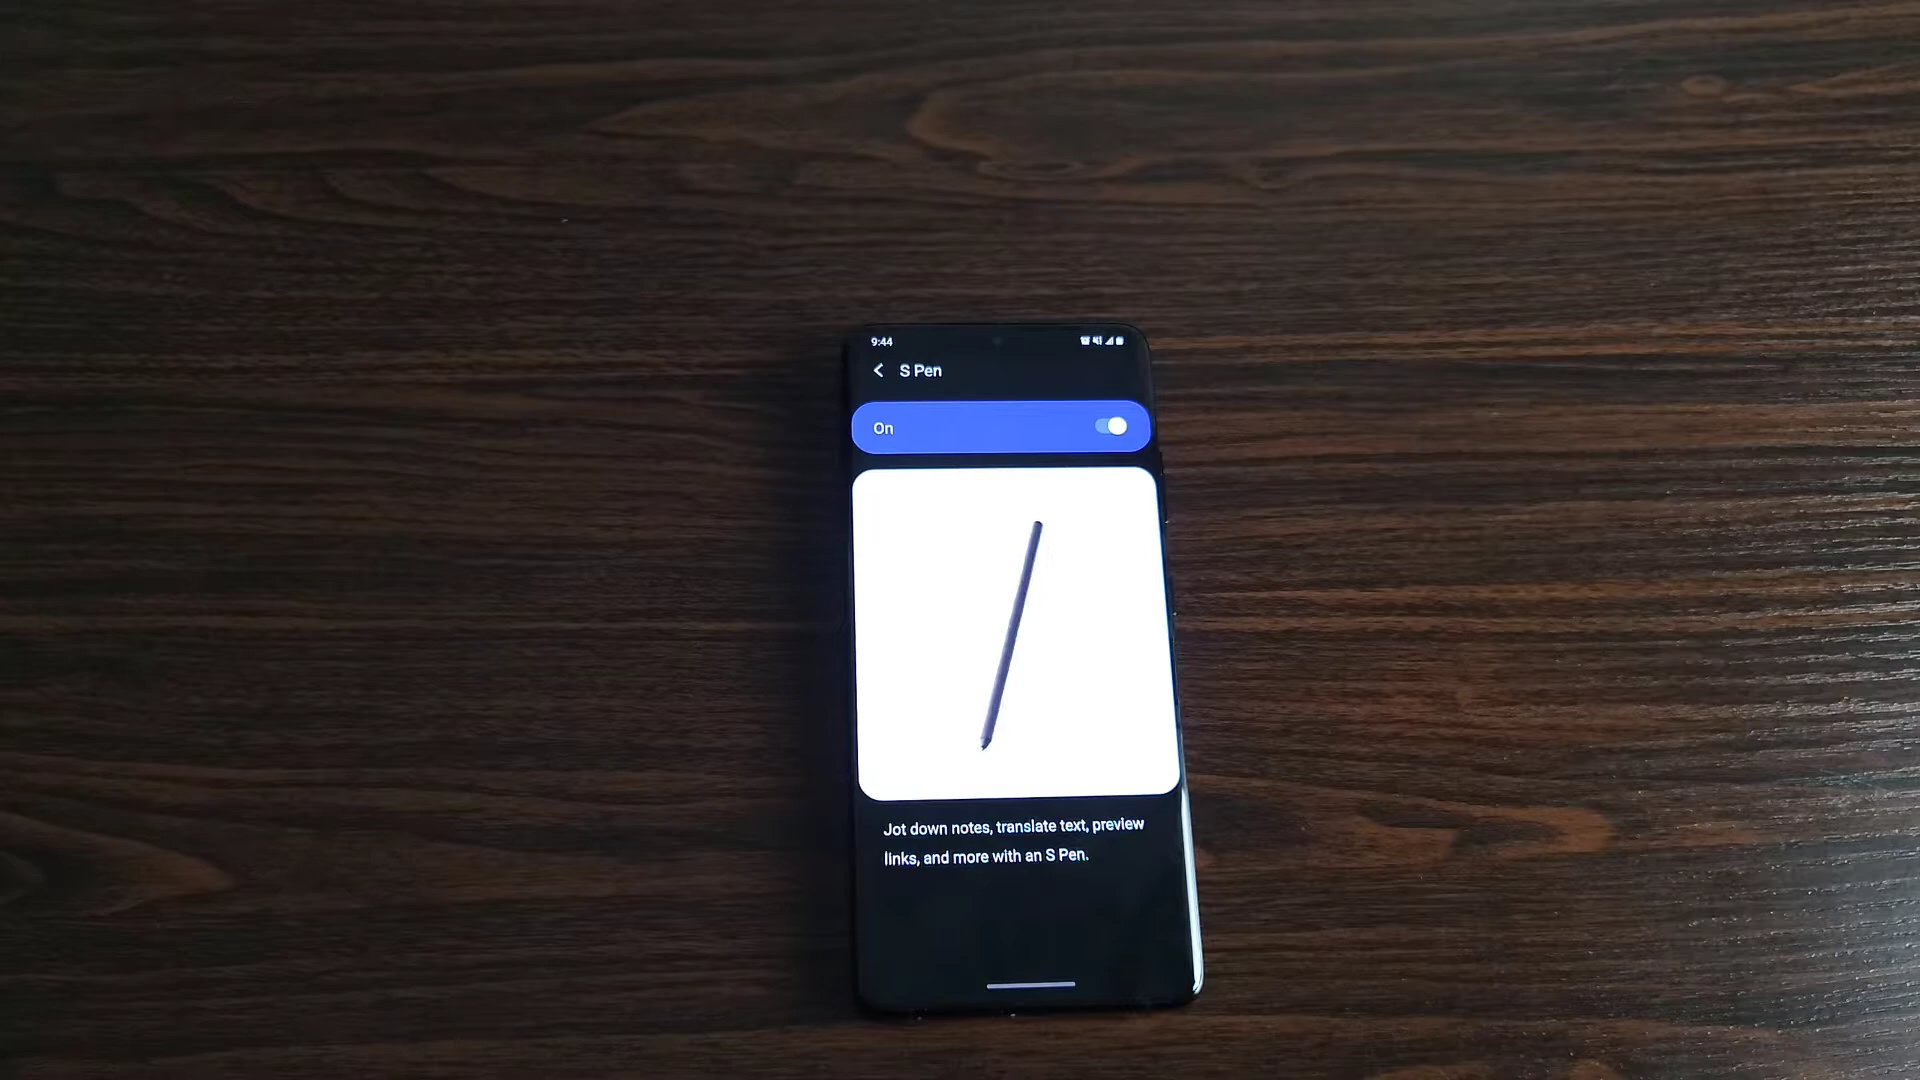 9:44
S Pen
On
Jot down notes, translate text, preview
links, and more with an S Pen.